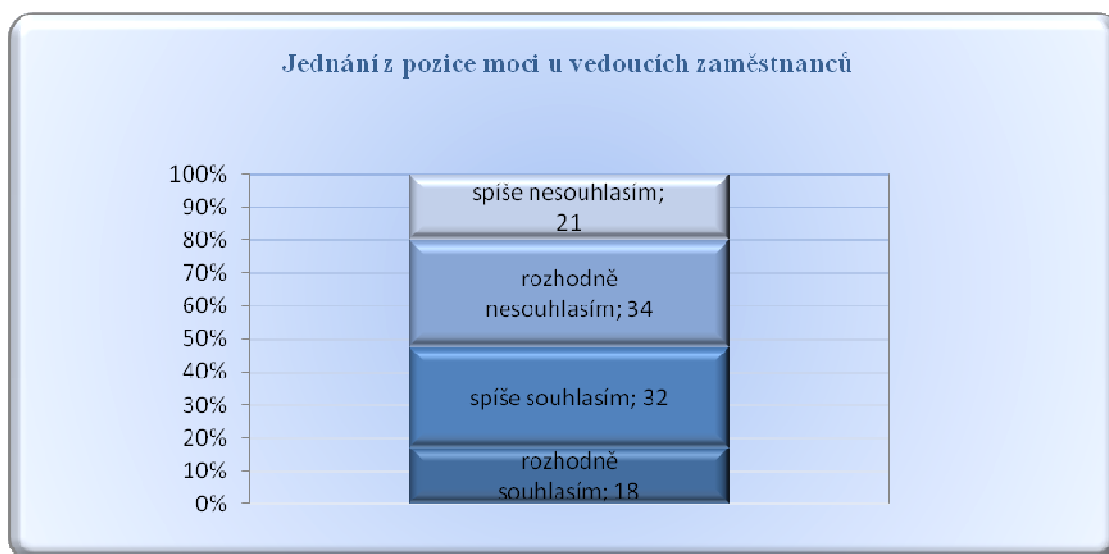 Jednání z pozice moci u vedoucích zaměstnanců
100%
90%
80%
70%
60%
50%
40%
30%
20%
10%
0%
spíše nesouhlasím;
21
rozhodně
nesouhlasím; 34
spíše souhlasím; 32
rozhodně
souhlasím; 18